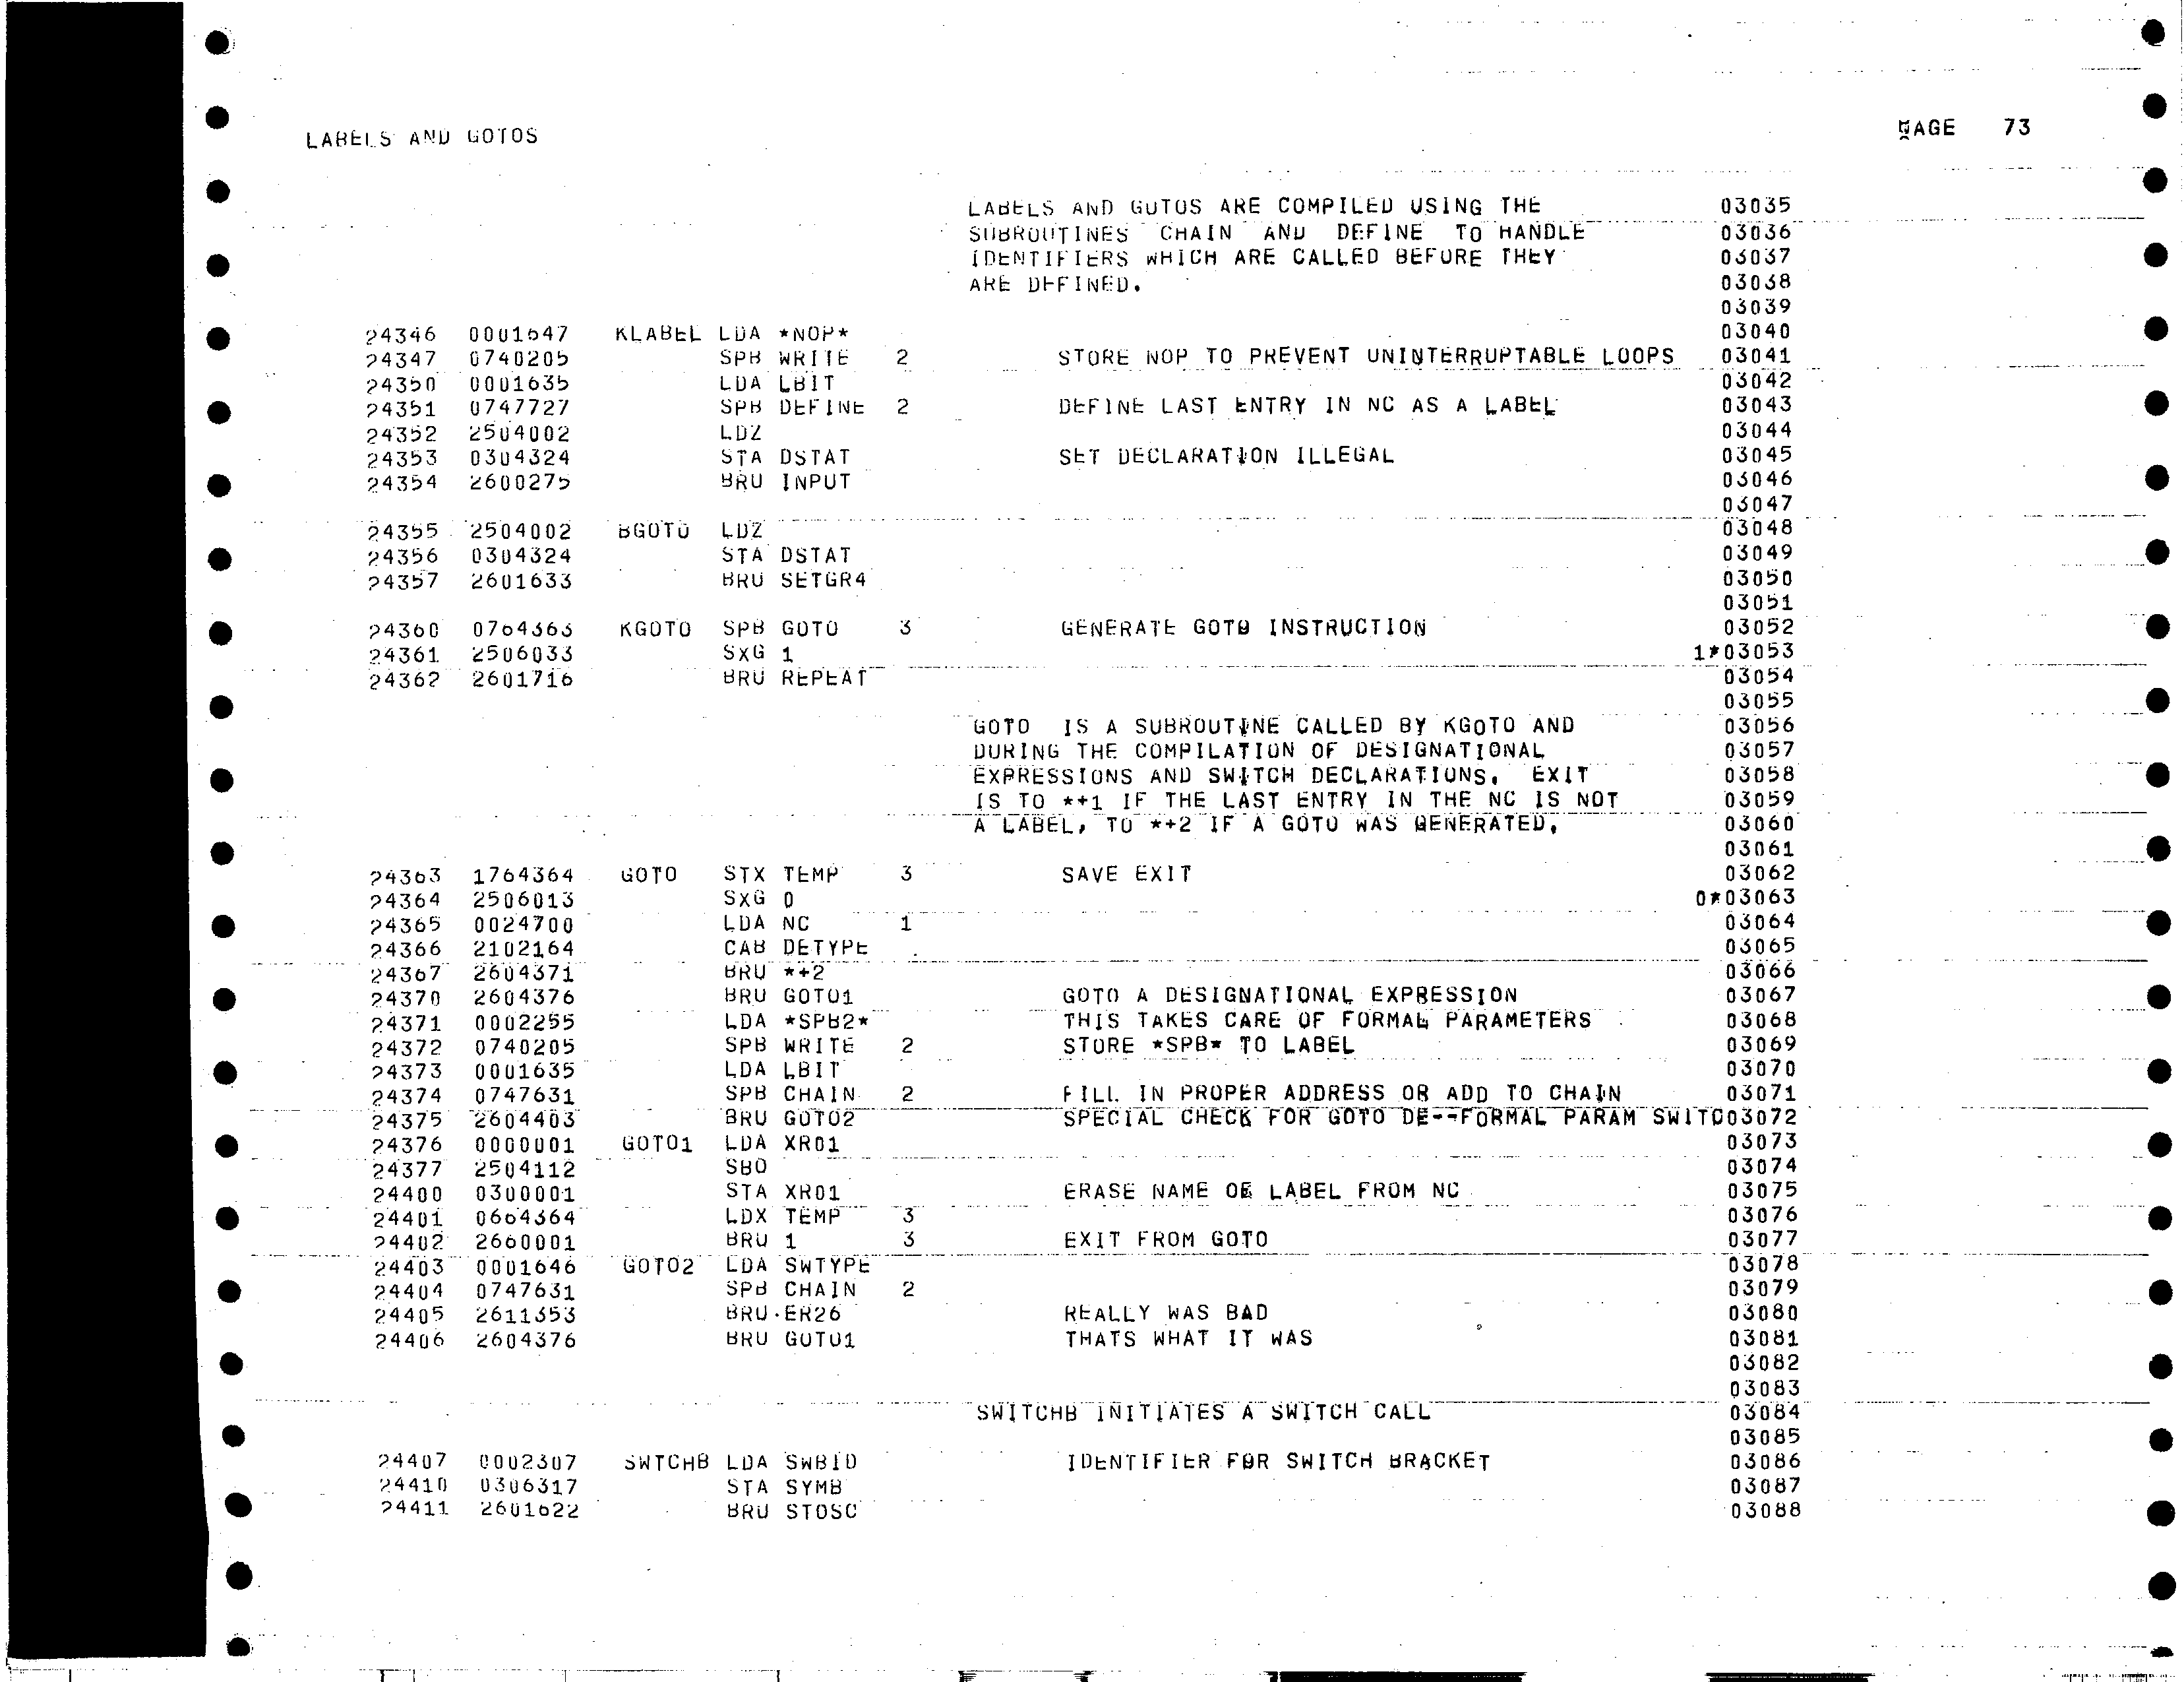 LABELS AND GOTOS PAGE 73
LABELS AND GOTOS ARE COMPILED USING THE 03035
SUBROUTINES CHAIN AND DEFINE TO HANDLE 03036
IDENTIFIERS WHICH ARE CALLED BEFORE THEY 03037
ARE DEFINED. 03038
03039
24346 0001647 KLABEL LDA *NOP* 03040
24347 0740205 SPB WRITE 2 STORE NOP TO PREVENT UNINTERRUPTABLE LOOPS 03041
24350 0001635 LDA LBIT 03042
24351 0747727 SPB DEFINE 2 DEFINE LAST ENTRY IN NC AS A LABEL 03043
24352 2504002 LDZ 03044
24353 0304324 STA DSTAT SET DECLARATION ILLEGAL 03045
24354 2600275 BRU INPUT 03046
03047
24355 2504002 BGOTO LDZ 03048
24356 0304324 STA DSTAT 03049
24357 2601633 BRU SETGR4 03050
03051
24360 0764363 KGOTO SPB GOTO 3 GENERATE GOTO INSTRUCTION 03052
24361 2506033 SXG 1 1*03053
24362 2601716 BRU REPEAT 03054
03055
GOTO IS A SUBROUTINE CALLED BY KGOTO AND 03056
DURING THE COMPILATION OF DESIGNATIONAL 03057
EXPRESSIONS AND SWITCH DECLARATIONS. EXIT 03058
IS TO *+1 IF THE LAST ENTRY IN THE NC IS NOT 03059
A LABEL, TO *+2 IF A GOTO WAS GENERATED. 03060
03061
24363 1764364 GOTO STX TEMP 3 SAVE EXIT 03062
24364 2506013 SXG 0 0*03063
24365 0024700 LDA NC 1 03064
24366 2102164 CAB DETYPE 03065
24367 2604371 BRU *+2 03066
24370 2604376 BRU GOTO1 GOTO A DESIGNATIONAL EXPRESSION 03067
24371 0002255 LDA *SPB2* THIS TAKES CARE OF FORMAL PARAMETERS 03068
24372 0740205 SPB WRITE 2 STORE *SPB* TO LABEL 03069
24373 0001635 LDA LBIT 03070
24374 0747631 SPB CHAIN 2 FILL IN PROPER ADDRESS OR ADD TO CHAIN 03071
24375 2604403 BRU GOTO2 SPECIAL CHECK FOR GOTO DE--FORMAL PARAM SWITC03072
24376 0000001 GOTO1 LDA XR01 03073
24377 2504112 SBO 03074
24400 0300001 STA XR01 ERASE NAME OF LABEL FROM NC 03075
24401 0664364 LDX TEMP 3 03076
24402 2660001 BRU 1 3 EXIT FROM GOTO 03077
24403 0001646 GOTO2 LDA SWTYPE 03078
24404 0747631 SPB CHAIN 2 03079
24405 2611353 BRU ER26 REALLY WAS BAD 03080
24406 2604376 BRU GOTO1 THATS WHAT IT WAS 03081
03082
03083
SWITCHB INITIATES A SWITCH CALL 03084
03085
24407 0002307 SWTCHB LDA SWBID IDENTIFIER FOR SWITCH BRACKET 03086
24410 0306317 STA SYMB 03087
24411 2601622 BRU STOSC 03088